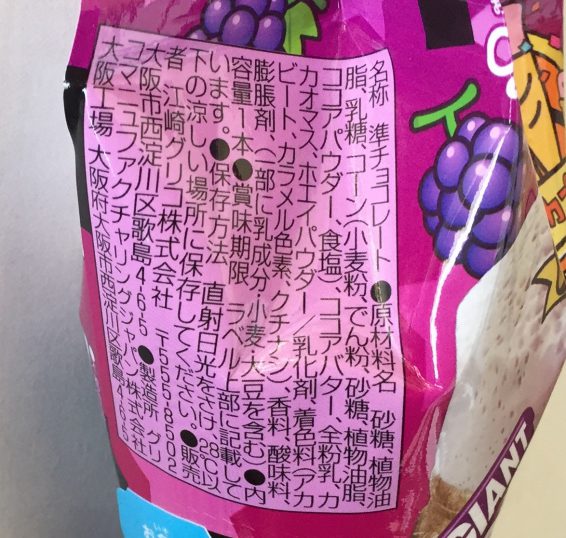 名称 準チョコレート●原材料名 砂糖、植物油
脂、乳糖、コーン(小麦粉、でん粉、砂糖、植物油脂、
ココアパウダー、食塩)、ココアバター、全粉乳、カ
カオマス、ホエイパウダー/乳化剤、着色料(アカ
ビート、カラメル色素、クチナシ)、香料、酸味料、
膨脹剤、(一部に乳成分・小麦・大豆を含む)●内
容量1本●賞味期限 ラベル上部に記載して
います。●保存方法 直射日光をさけ、28℃以
下の涼しい場所に保存してください。●販売
者 江崎グリコ株式会社 〒555-8502
大阪市西淀川区歌島4-6-5●製造所 グリ
コマニュファクチャリングジャパン株式会社
大阪工場 大阪府大阪市西淀川区歌島4-6-5
GIANT